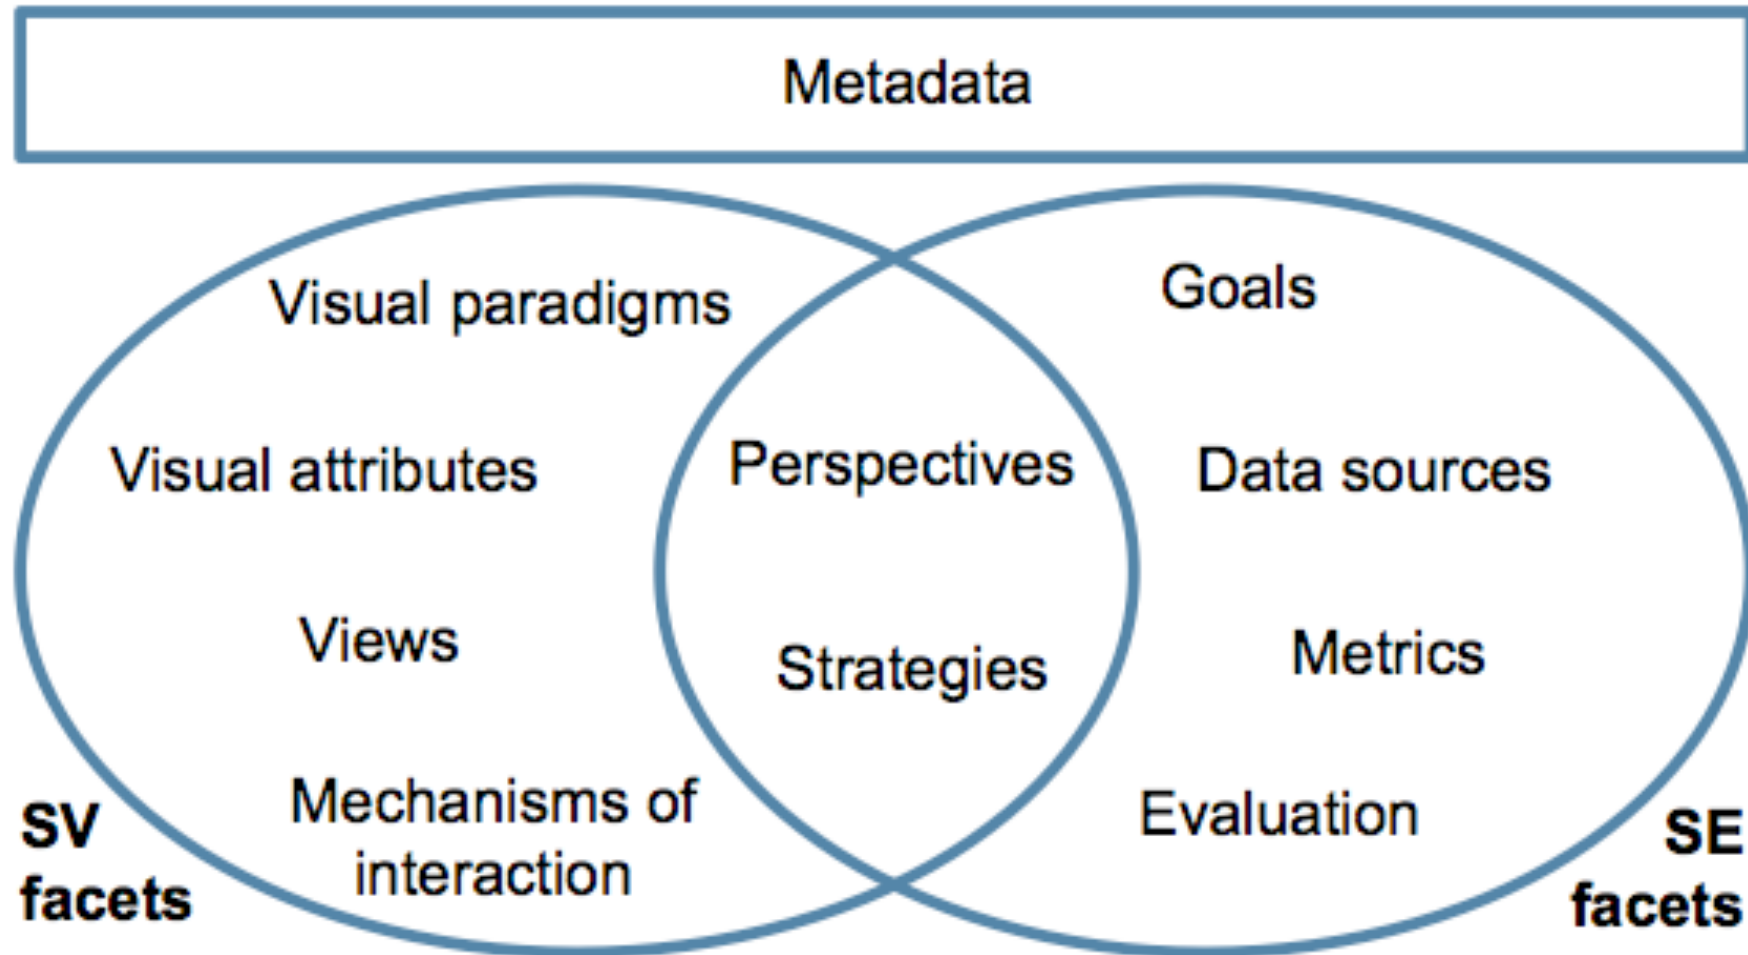 Metadata
Visual paradigms
Goals
Visual attributes
Perspectives
Data sources
Views
Strategies
Metrics
Mechanisms of
interaction
Evaluation
SV
facets
SE
facets